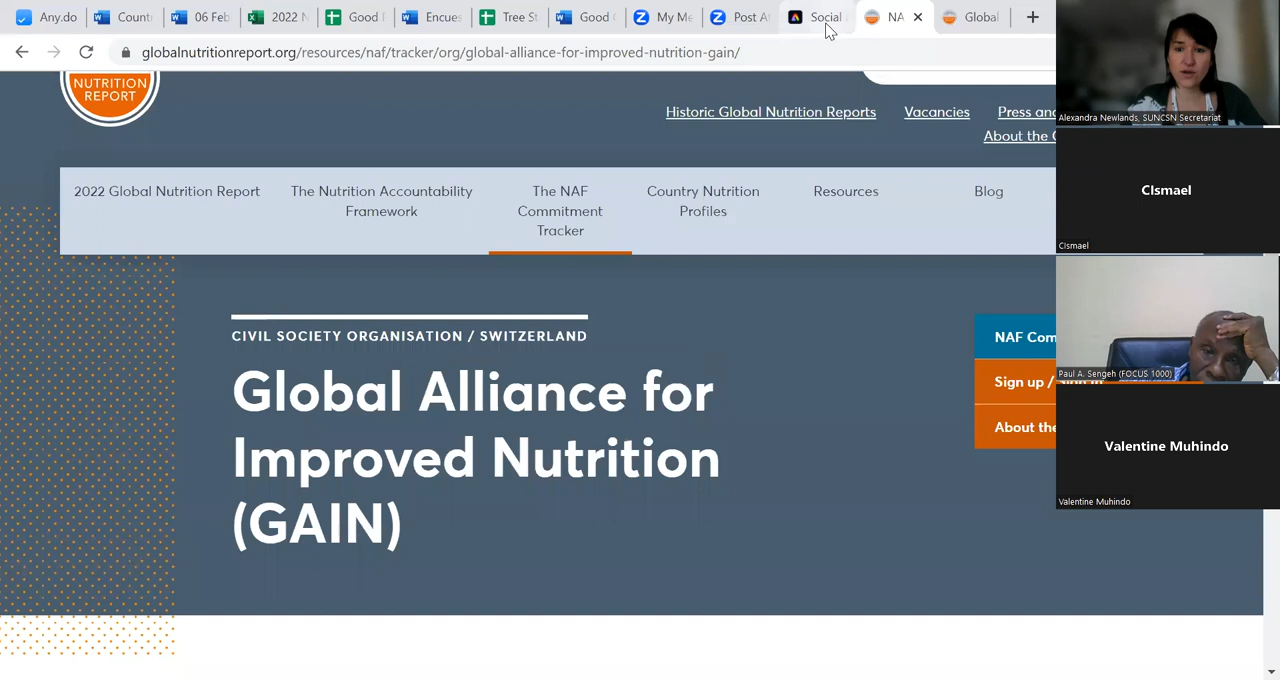 Any.do
Count
06 Feb
2022 N
Good T
Encues
Tree St
Good
My Me
Post A
Social
NA
Global
globalnutritionreport.org/resources/naf/tracker/org/global-alliance-for-improved-nutrition-gain/
NUTRITION
REPORT
Historic Global Nutrition Reports
Vacancies
Press and
About the
2022 Global Nutrition Report
The Nutrition Accountability
Framework
The NAF
Commitment
Tracker
Country Nutrition
Profiles
Resources
Blog
CIVIL SOCIETY ORGANISATION / SWITZERLAND
Global Alliance for
Improved Nutrition
(GAIN)
NAF Com
Sign up /
About the
Alexandra Newlands, SUNCSN Secretariat
CIsmael
CIsmael
Paul A. Sengeh (FOCUS 1000)
Valentine Muhindo
Valentine Muhindo